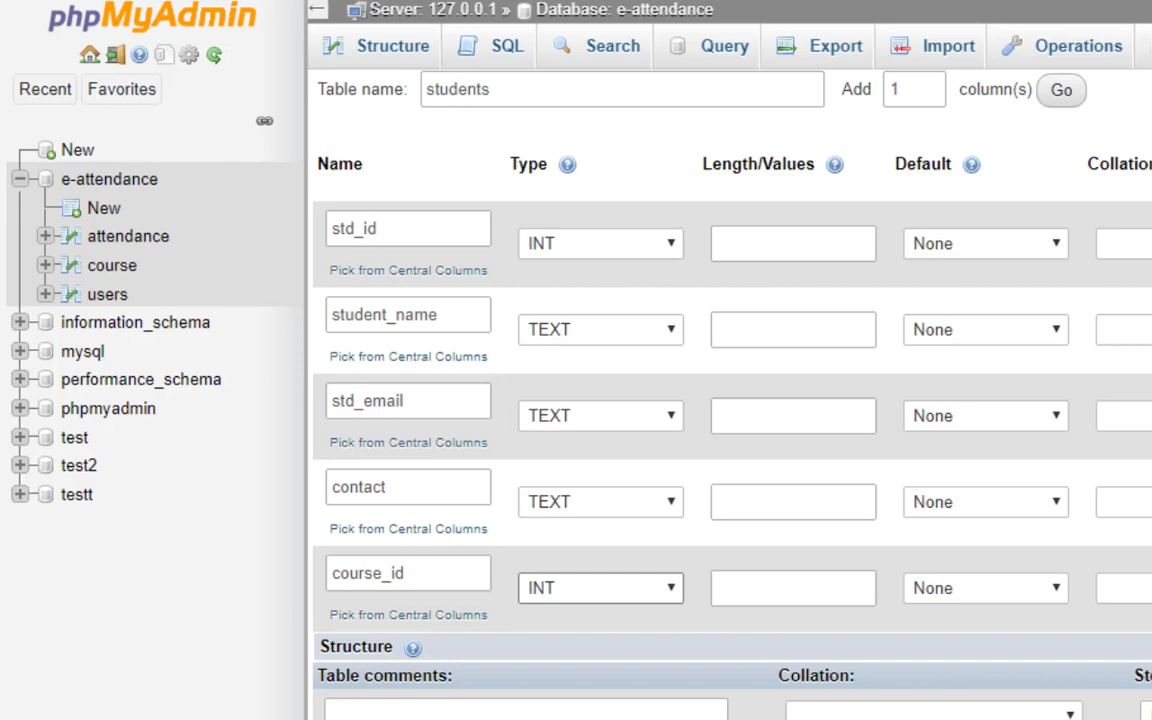 phpMyAdmin
Recent Favorites
New
e-attendance
New
attendance
course
users
information_schema
mysql
performance_schema
phpmyadmin
test
test2
testt
Server: 127.0.0.1 » Database: e-attendance
Structure SQL Search Query Export Import Operations
Table name: students Add 1 column(s) Go
Name Type Length/Values Default Collation
std_id INT None
Pick from Central Columns
student_name TEXT None
Pick from Central Columns
std_email TEXT None
Pick from Central Columns
contact TEXT None
Pick from Central Columns
course_id INT None
Pick from Central Columns
Structure
Table comments: Collation: